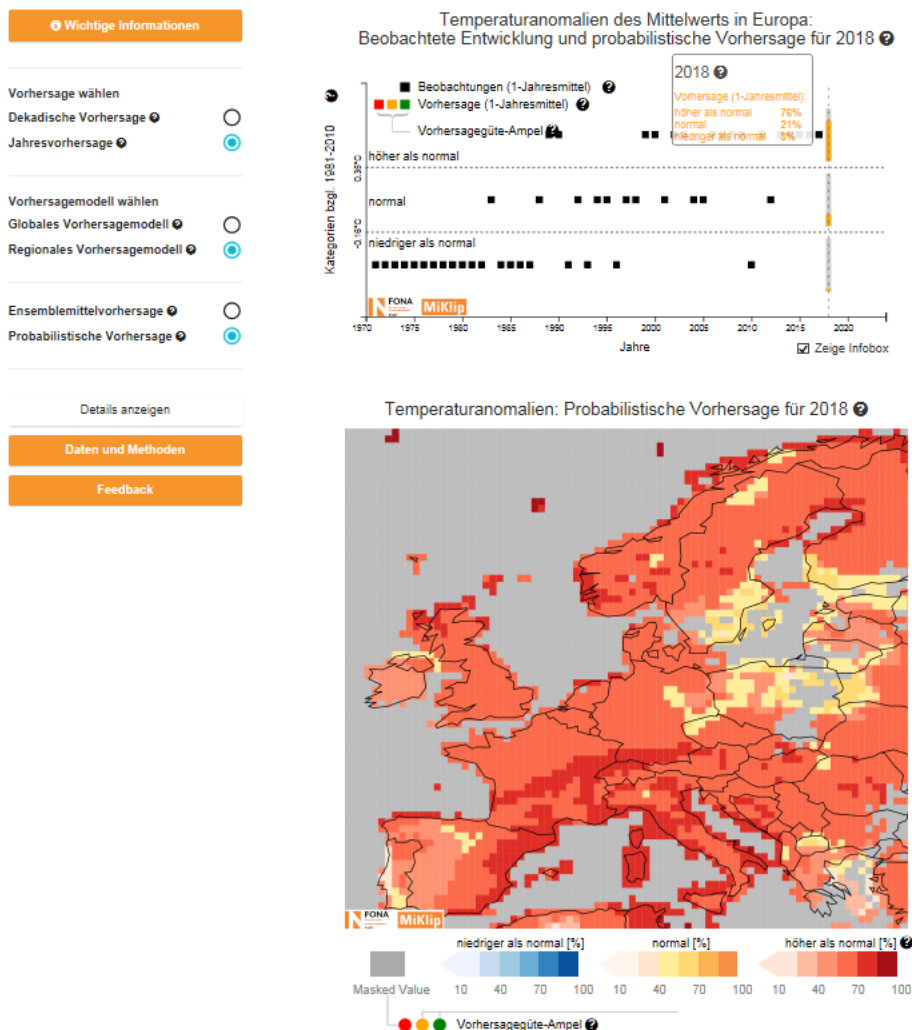 Wichtige Informationen
Vorhersage wählen
Dekadische Vorhersage
Jahresvorhersage
Vorhersagemodell wählen
Globales Vorhersagemodell
Regionales Vorhersagemodell
Ensemblemittelvorhersage
Probabilistische Vorhersage
Details anzeigen
Daten und Methoden
Feedback
Temperaturanomalien des Mittelwerts in Europa:
Beobachtete Entwicklung und probabilistische Vorhersage für 2018
Beobachtungen (1-Jahresmittel)
Vorhersage (1-Jahresmittel)
Vorhersagegüte-Ampel
2018
Vorhersage (1-Jahresmittel):
höher als normal 76%
normal 21%
niedriger als normal 3%
Kategorien bzgl. 1981-2010
0.35°C
-0.16°C
höher als normal
normal
niedriger als normal
FONA
MiKlip
1970 1975 1980 1985 1990 1995 2000 2005 2010 2015 2020
Jahre
Zeige Infobox
Temperaturanomalien: Probabilistische Vorhersage für 2018
FONA
MiKlip
niedriger als normal [%] normal [%] höher als normal [%]
Masked Value 10 40 70 100 10 40 70 100 10 40 70 100
Vorhersagegüte-Ampel